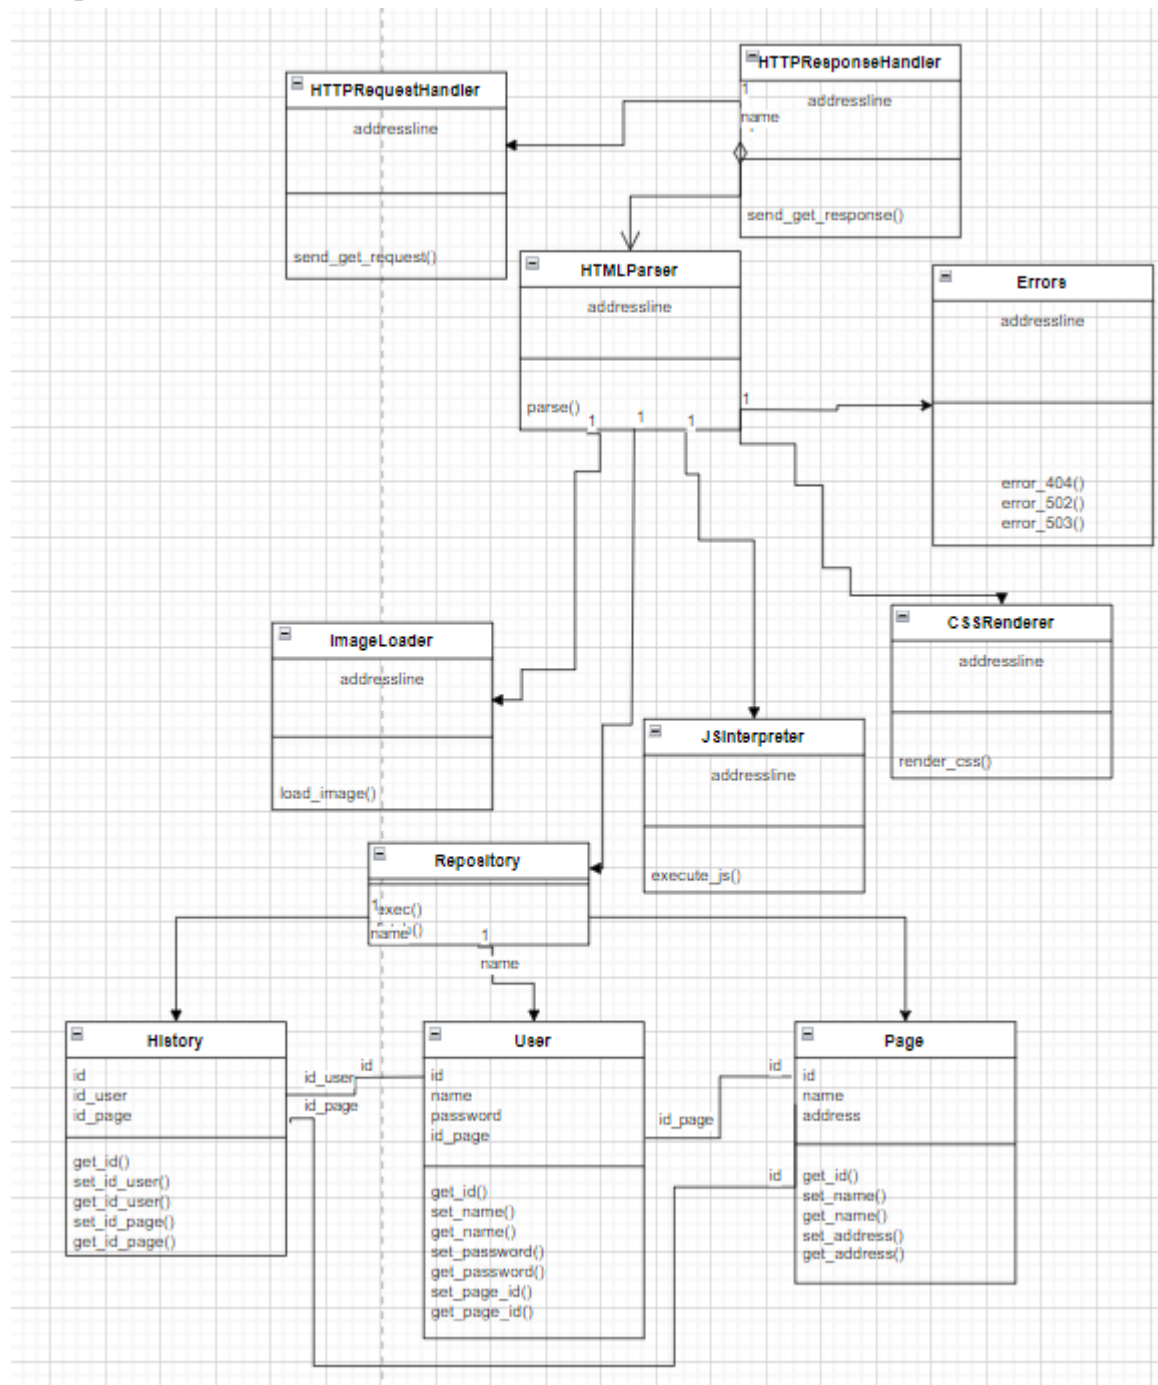 HTTPResponseHandler
1
addressline
name
send_get_response()
HTTPRequestHandler
addressline
send_get_request()
HTMLParser
addressline
parse()
1
1
1
1
Errors
addressline
error_404()
error_502()
error_503()
CSSRenderer
addressline
render_css()
ImageLoader
addressline
load_image()
JSInterpreter
addressline
execute_js()
Repository
1
exec()
name
1
name
History
id
id_user
id_page
get_id()
set_id_user()
get_id_user()
set_id_page()
get_id_page()
id_user
id
id_page
User
id
name
password
id_page
get_id()
set_name()
get_name()
set_password()
get_password()
set_page_id()
get_page_id()
id_page
id
id
Page
id
name
address
get_id()
set_name()
get_name()
set_address()
get_address()